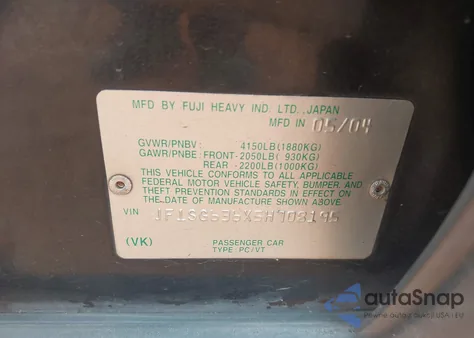 MFD BY FUJI HEAVY IND. LTD., JAPAN
MFD IN 05/04
GVWR/PNBV : 4150LB(1880KG)
GAWR/PNBE : FRONT-2050LB( 930KG)
REAR -2200LB(1000KG)
THIS VEHICLE CONFORMS TO ALL APPLICABLE
FEDERAL MOTOR VEHICLE SAFETY, BUMPER, AND
THEFT PREVENTION STANDARDS IN EFFECT ON
THE DATE OF MANUFACTURE SHOWN ABOVE.
VIN
(VK)
PASSENGER CAR
TYPE: PC/VT
autoSnap